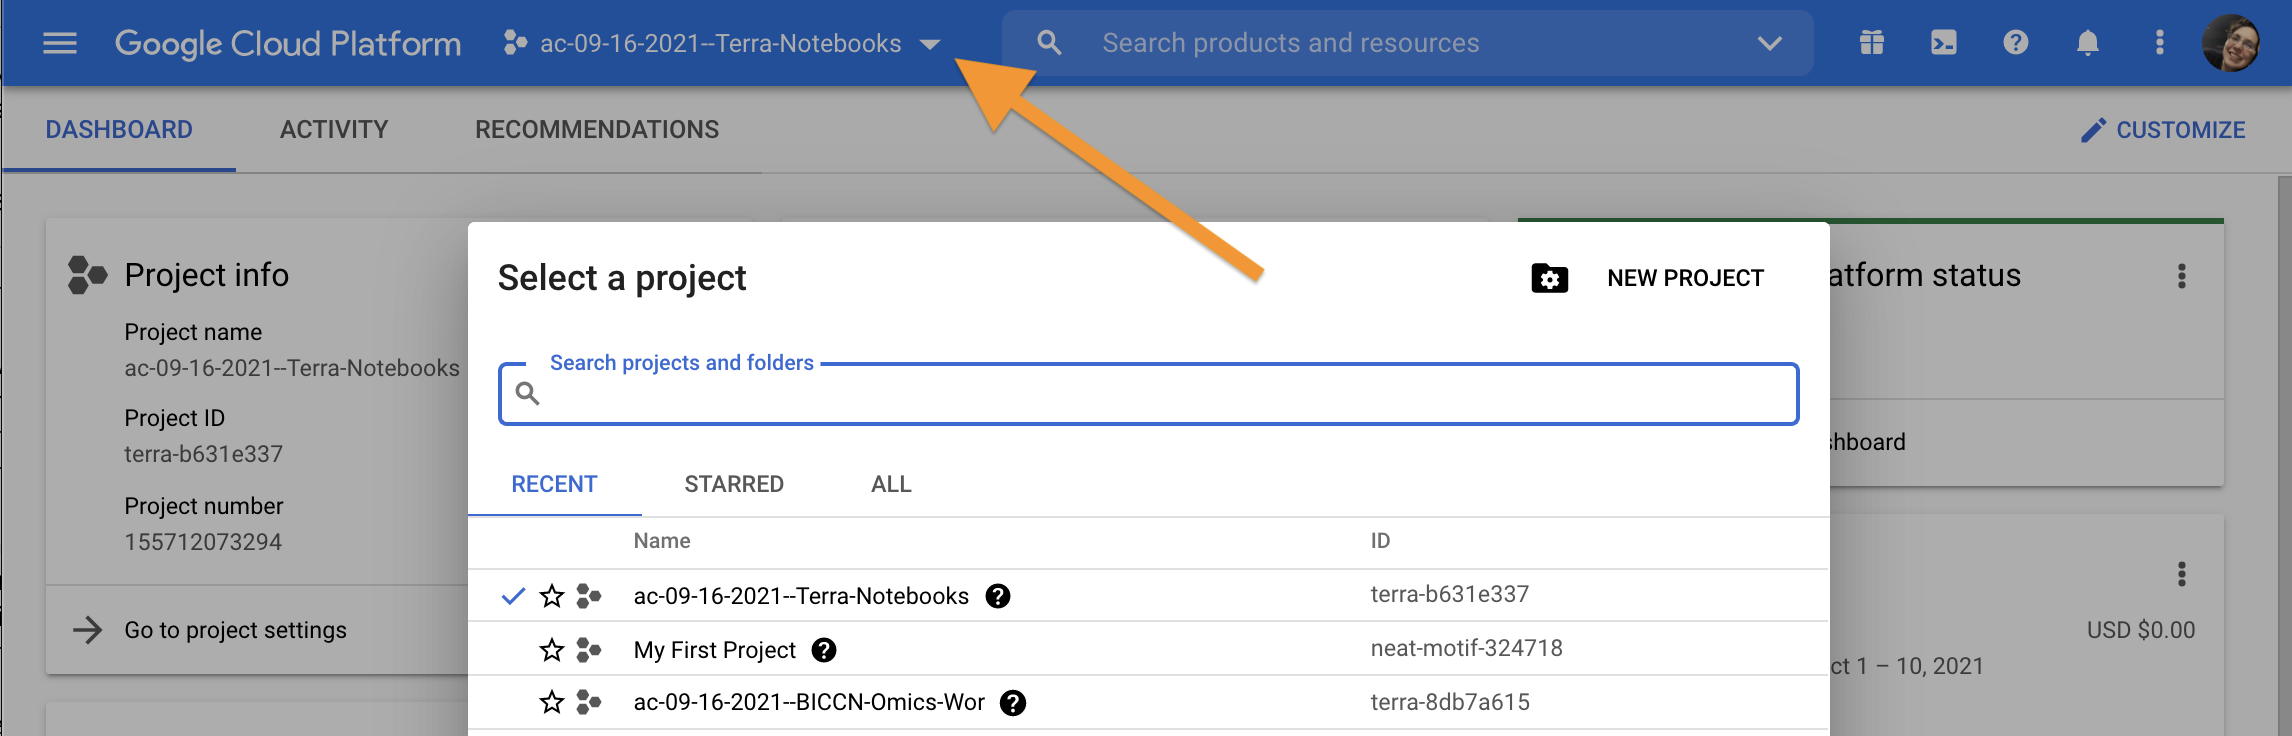 Google Cloud Platform
ac-09-16-2021--Terra-Notebooks
Search products and resources
DASHBOARD
ACTIVITY
RECOMMENDATIONS
CUSTOMIZE
Project info
Project name
ac-09-16-2021--Terra-Notebooks
Project ID
terra-b631e337
Project number
155712073294
Go to project settings
Select a project
NEW PROJECT
Search projects and folders
RECENT
STARRED
ALL
Name ID
ac-09-16-2021--Terra-Notebooks terra-b631e337
My First Project neat-motif-324718
ac-09-16-2021--BICCN-Omics-Wor terra-8db7a615
atform status
shboard
USD $0.00
ct 1 – 10, 2021